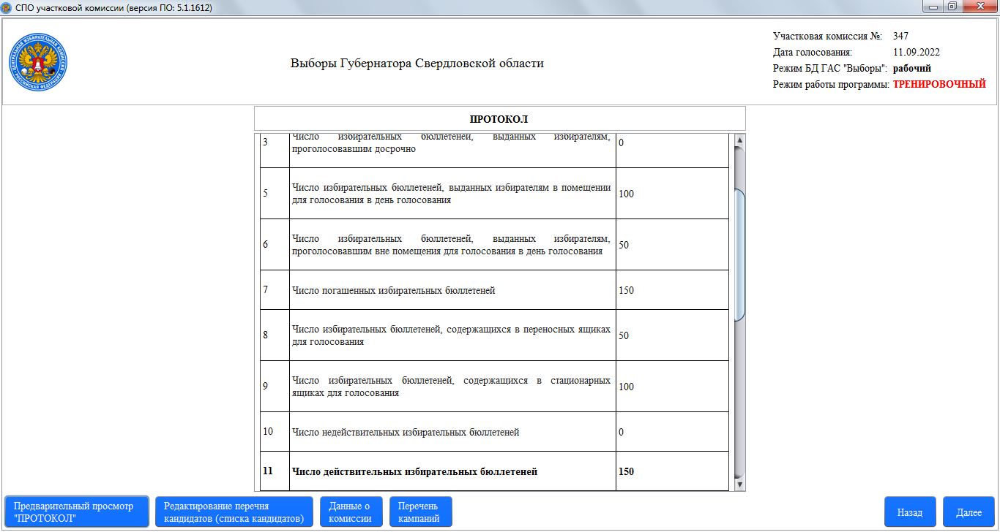 СПО участковой комиссии (версия ПО: 5.1.1612)
Выборы Губернатора Свердловской области
Участковая комиссия №: 347
Дата голосования: 11.09.2022
Режим БД ГАС "Выборы": рабочий
Режим работы программы: ТРЕНИРОВОЧНЫЙ
ЦЕНТРАЛЬНАЯ ИЗБИРАТЕЛЬНАЯ КОМИССИЯ
РОССИЙСКАЯ ФЕДЕРАЦИЯ
ПРОТОКОЛ
3 Число избирательных бюллетеней, выданных избирателям, 0
проголосовавшим досрочно
5 Число избирательных бюллетеней, выданных избирателям в помещении 100
для голосования в день голосования
6 Число избирательных бюллетеней, выданных избирателям, 50
проголосовавшим вне помещения для голосования в день голосования
7 Число погашенных избирательных бюллетеней 150
8 Число избирательных бюллетеней, содержащихся в переносных ящиках 50
для голосования
9 Число избирательных бюллетеней, содержащихся в стационарных 100
ящиках для голосования
10 Число недействительных избирательных бюллетеней 0
11 Число действительных избирательных бюллетеней 150
Предварительный просмотр
"ПРОТОКОЛ"
Редактирование перечня
кандидатов (списка кандидатов)
Данные о
комиссии
Перечень
кампаний
Назад
Далее